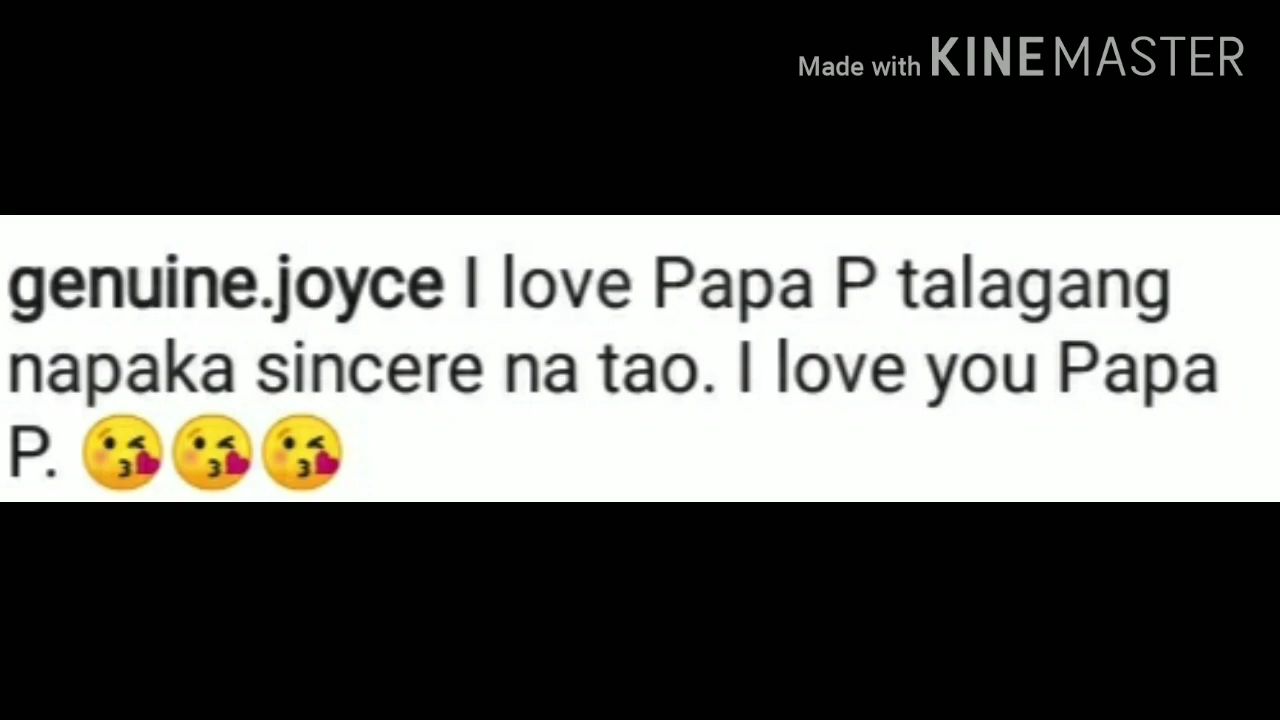 Made with KINEMASTER
genuine.joyce I love Papa P talagang
napaka sincere na tao. I love you Papa
P. 😘😘😘